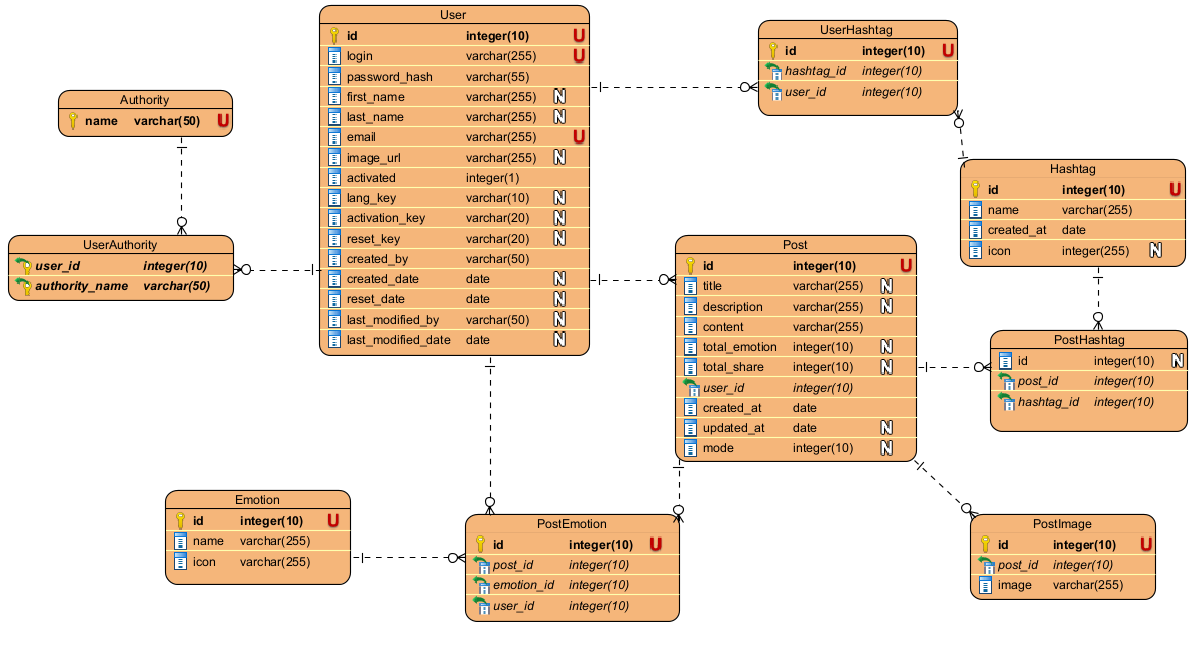 User
id integer(10) U
login varchar(255) U
password_hash varchar(55)
first_name varchar(255) N
last_name varchar(255) N
email varchar(255) U
image_url varchar(255) N
activated integer(1)
lang_key varchar(10) N
activation_key varchar(20) N
reset_key varchar(20) N
created_by varchar(50)
created_date date N
reset_date date N
last_modified_by varchar(50) N
last_modified_date date N
UserHashtag
id integer(10) U
hashtag_id integer(10)
user_id integer(10)
Authority
name varchar(50) U
Hashtag
id integer(10) U
name varchar(255)
created_at date
icon integer(255) N
UserAuthority
user_id integer(10)
authority_name varchar(50)
Post
id integer(10) U
title varchar(255) N
description varchar(255) N
content varchar(255)
total_emotion integer(10) N
total_share integer(10) N
user_id integer(10)
created_at date
updated_at date N
mode integer(10) N
PostHashtag
id integer(10) N
post_id integer(10)
hashtag_id integer(10)
Emotion
id integer(10) U
name varchar(255)
icon varchar(255)
PostEmotion
id integer(10) U
post_id integer(10)
emotion_id integer(10)
user_id integer(10)
PostImage
id integer(10) U
post_id integer(10)
image varchar(255)